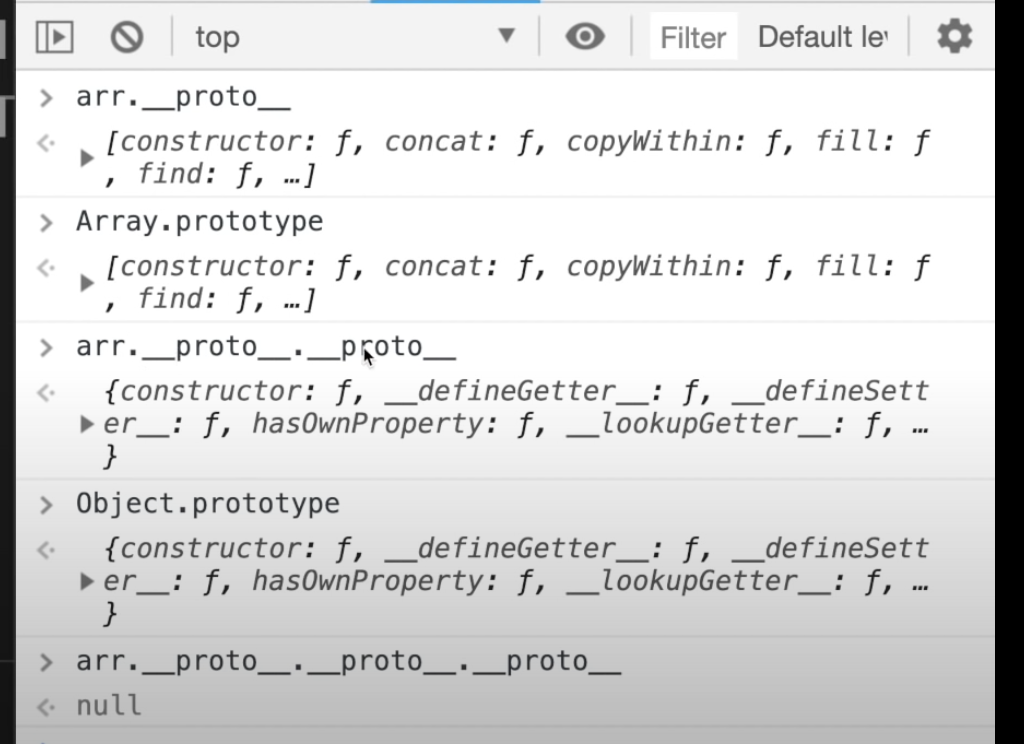 top Filter Default le
arr.__proto__
[constructor: ƒ, concat: ƒ, copyWithin: ƒ, fill: ƒ
, find: ƒ, …]
Array.prototype
[constructor: ƒ, concat: ƒ, copyWithin: ƒ, fill: ƒ
, find: ƒ, …]
arr.__proto__.__proto__
{constructor: ƒ, __defineGetter__: ƒ, __defineSett
er__: ƒ, hasOwnProperty: ƒ, __lookupGetter__: ƒ, …
}
Object.prototype
{constructor: ƒ, __defineGetter__: ƒ, __defineSett
er__: ƒ, hasOwnProperty: ƒ, __lookupGetter__: ƒ, …
}
arr.__proto__.__proto__.__proto__
null